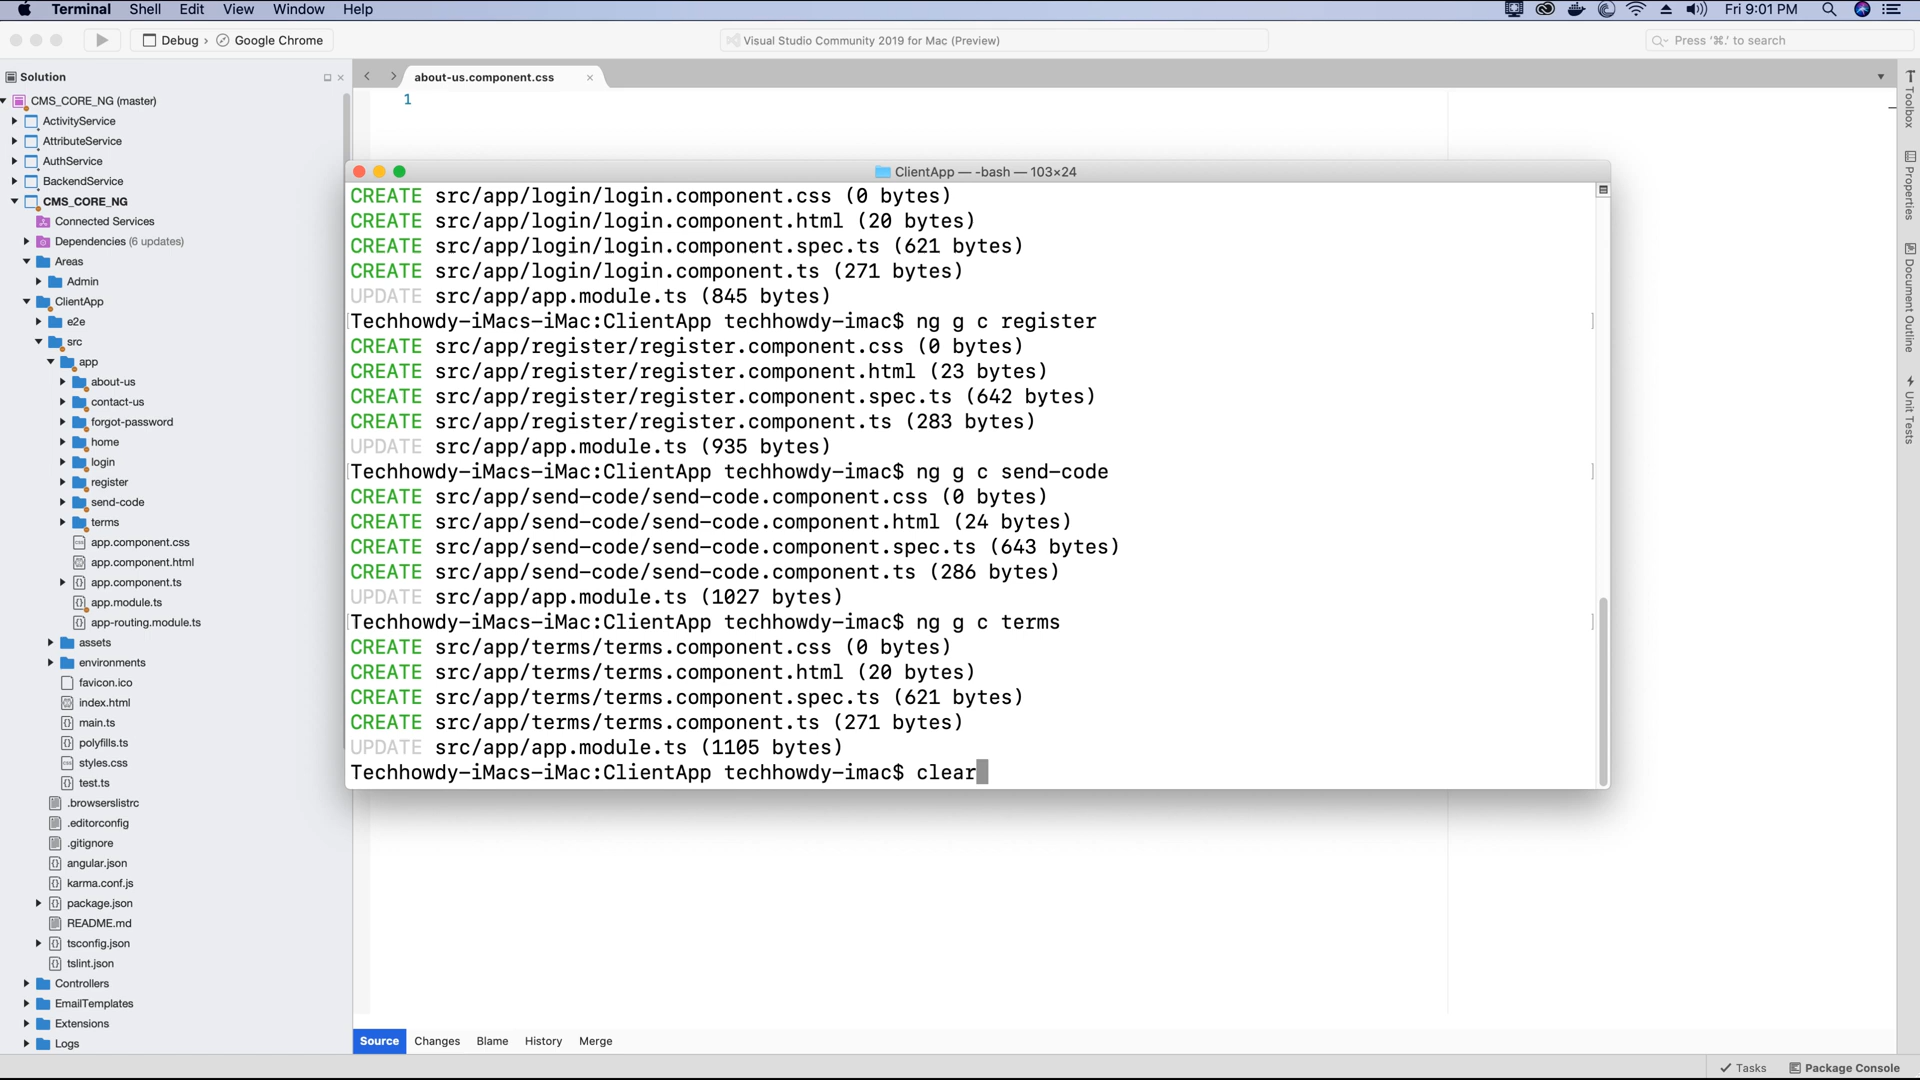 Terminal Shell Edit View Window Help
Fri 9:01 PM
Debug › Google Chrome
Visual Studio Community 2019 for Mac (Preview)
Press '⌘.' to search
Solution
about-us.component.css
1
CMS_CORE_NG (master)
ActivityService
AttributeService
AuthService
BackendService
CMS_CORE_NG
Connected Services
Dependencies (6 updates)
Areas
Admin
ClientApp
e2e
src
app
about-us
contact-us
forgot-password
home
login
register
send-code
terms
app.component.css
app.component.html
app.component.ts
app.module.ts
app-routing.module.ts
assets
environments
favicon.ico
index.html
main.ts
polyfills.ts
styles.css
test.ts
.browserslistrc
.editorconfig
.gitignore
angular.json
karma.conf.js
package.json
README.md
tsconfig.json
tslint.json
Controllers
EmailTemplates
Extensions
Logs
ClientApp — -bash — 103×24
CREATE src/app/login/login.component.css (0 bytes)
CREATE src/app/login/login.component.html (20 bytes)
CREATE src/app/login/login.component.spec.ts (621 bytes)
CREATE src/app/login/login.component.ts (271 bytes)
UPDATE src/app/app.module.ts (845 bytes)
[Techhowdy-iMacs-iMac:ClientApp techhowdy-imac$ ng g c register ]
CREATE src/app/register/register.component.css (0 bytes)
CREATE src/app/register/register.component.html (23 bytes)
CREATE src/app/register/register.component.spec.ts (642 bytes)
CREATE src/app/register/register.component.ts (283 bytes)
UPDATE src/app/app.module.ts (935 bytes)
[Techhowdy-iMacs-iMac:ClientApp techhowdy-imac$ ng g c send-code ]
CREATE src/app/send-code/send-code.component.css (0 bytes)
CREATE src/app/send-code/send-code.component.html (24 bytes)
CREATE src/app/send-code/send-code.component.spec.ts (643 bytes)
CREATE src/app/send-code/send-code.component.ts (286 bytes)
UPDATE src/app/app.module.ts (1027 bytes)
[Techhowdy-iMacs-iMac:ClientApp techhowdy-imac$ ng g c terms ]
CREATE src/app/terms/terms.component.css (0 bytes)
CREATE src/app/terms/terms.component.html (20 bytes)
CREATE src/app/terms/terms.component.spec.ts (621 bytes)
CREATE src/app/terms/terms.component.ts (271 bytes)
UPDATE src/app/app.module.ts (1105 bytes)
Techhowdy-iMacs-iMac:ClientApp techhowdy-imac$ clear
Toolbox
Properties
Document Outline
Unit Tests
Source Changes Blame History Merge
Tasks Package Console